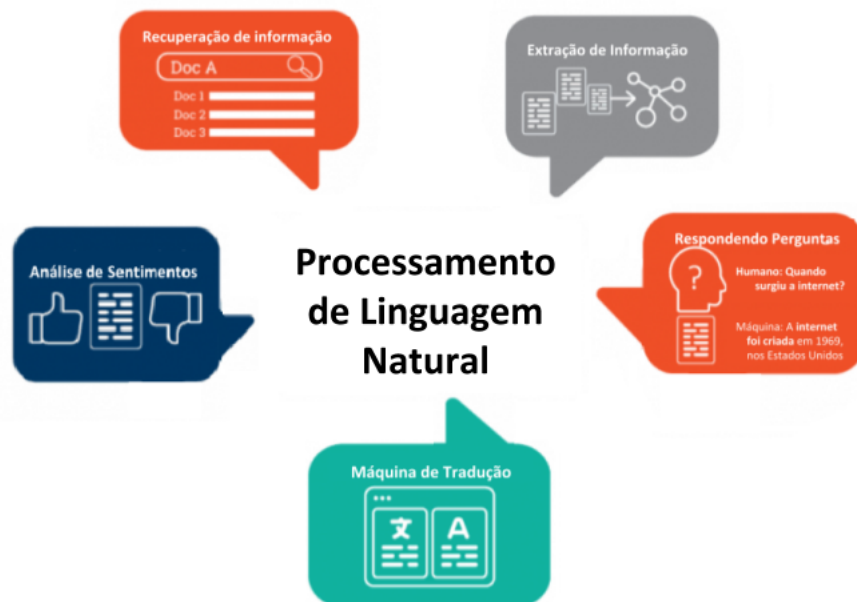 Recuperação de informação
Doc A
Doc 1
Doc 2
Doc 3
Extração de Informação
Análise de Sentimentos
Processamento
de Linguagem
Natural
Respondendo Perguntas
?
Humano: Quando
surgiu a internet?
Máquina: A internet
foi criada em 1969,
nos Estados Unidos
Máquina de Tradução
文 A